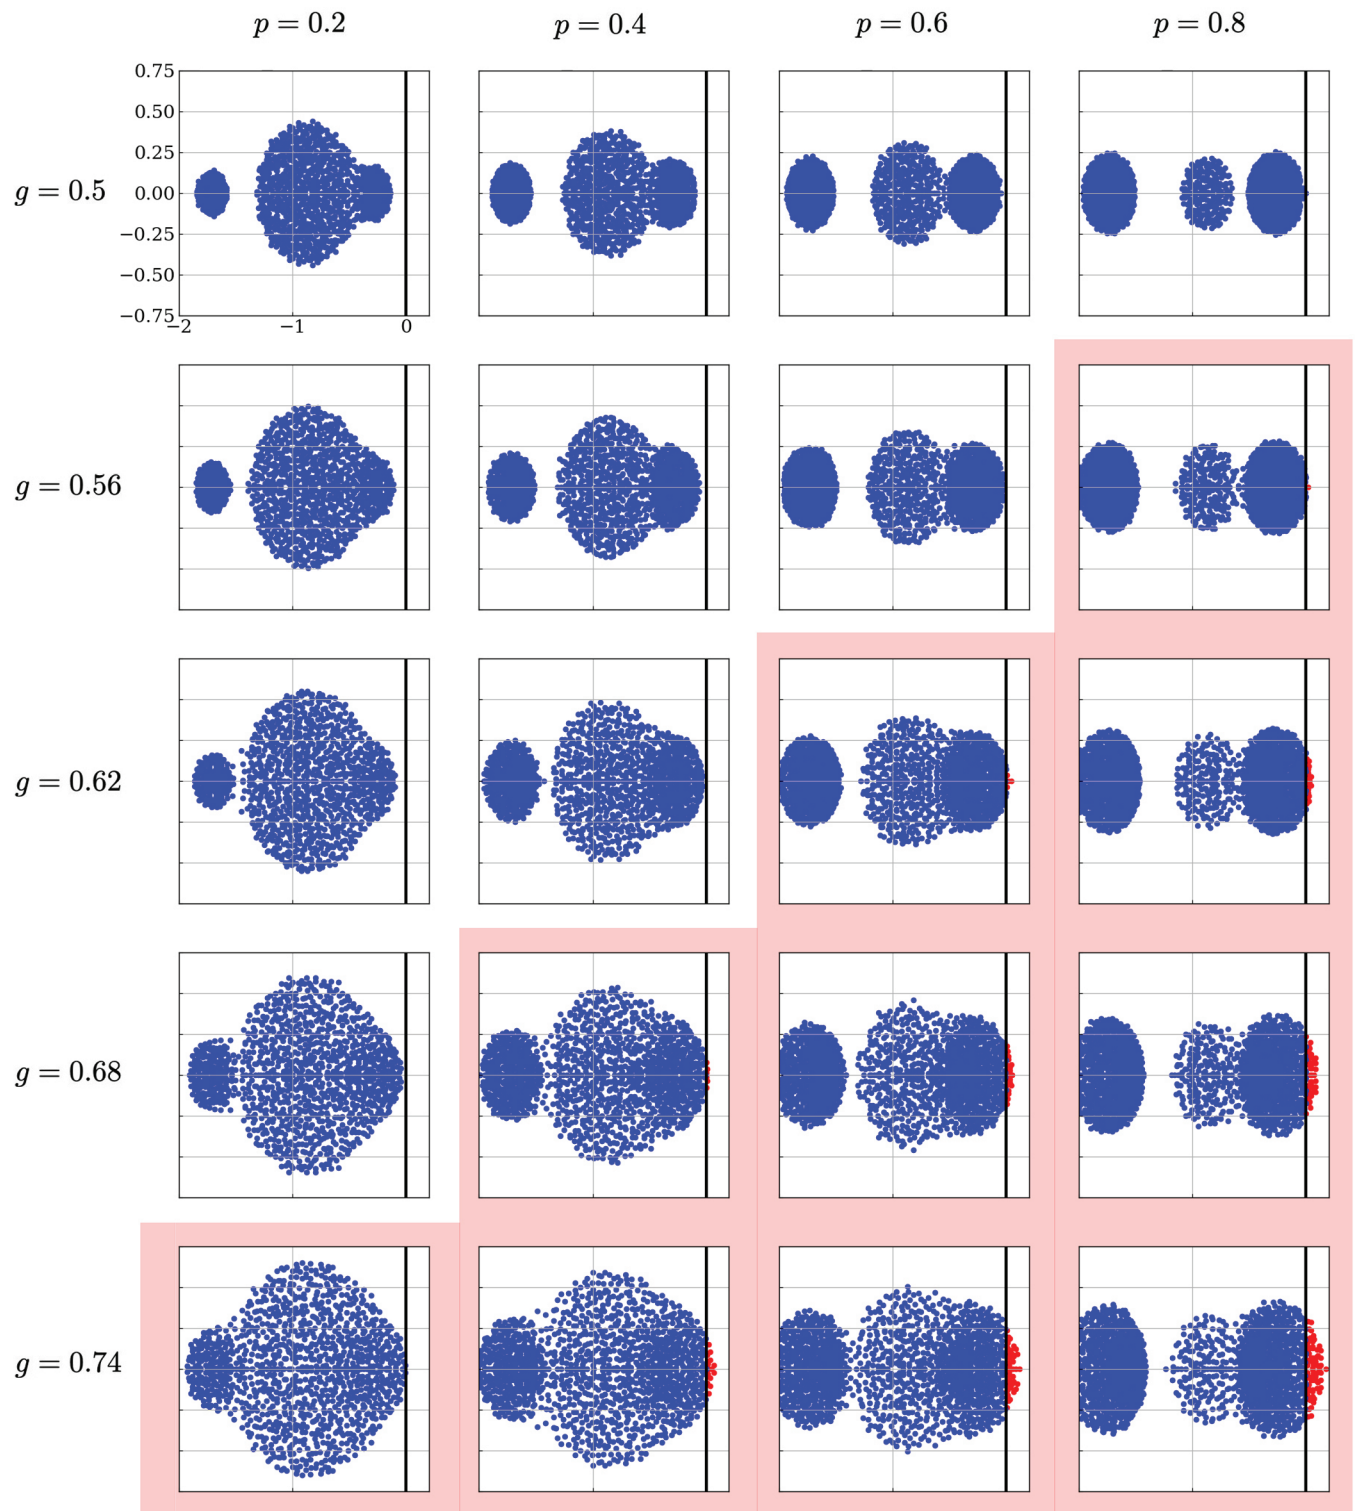 p = 0.2 p = 0.4 p = 0.6 p = 0.8
0.75
0.50
0.25
g = 0.5 0.00
−0.25
−0.50
−0.75
−2 −1 0
g = 0.56
g = 0.62
g = 0.68
g = 0.74